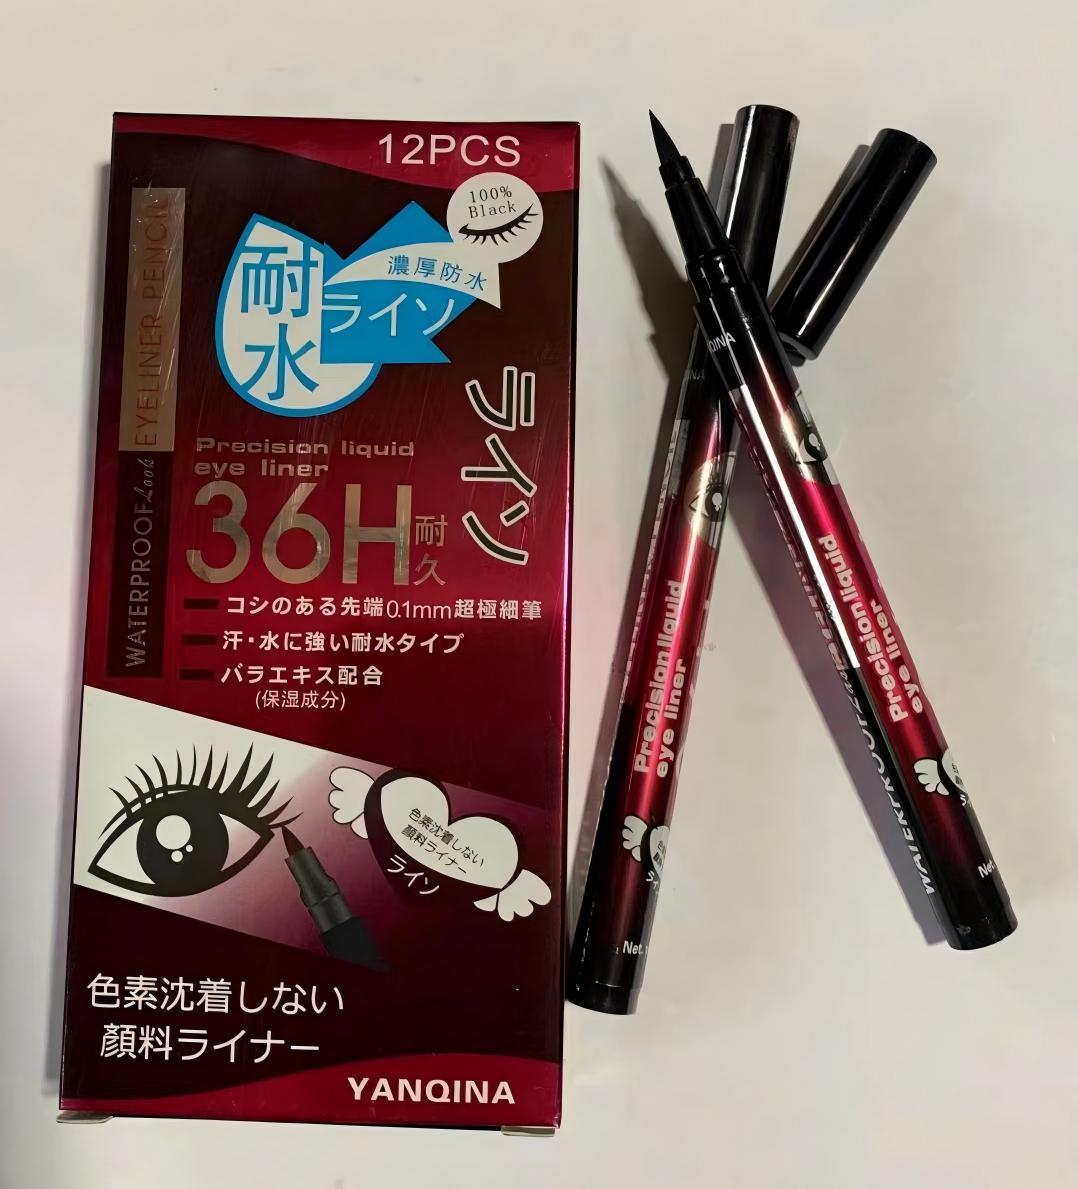 12PCS
100%
Black
耐水
濃厚防水
ライソ
ライソ
EYELINER PENCIL
WATERPROOF Look
Precision liquid
eye liner
36H
耐久
コシのある先端0.1mm超極細筆
汗・水に強い耐水タイプ
バラエキス配合
(保湿成分)
色素沈着しない
顔料ライナー
ライソ
色素沈着しない
顔料ライナー
YANQINA
QINA
Precision liquid
eye liner
Net.
Precision liquid
eye liner
WATERPROOF
Net.